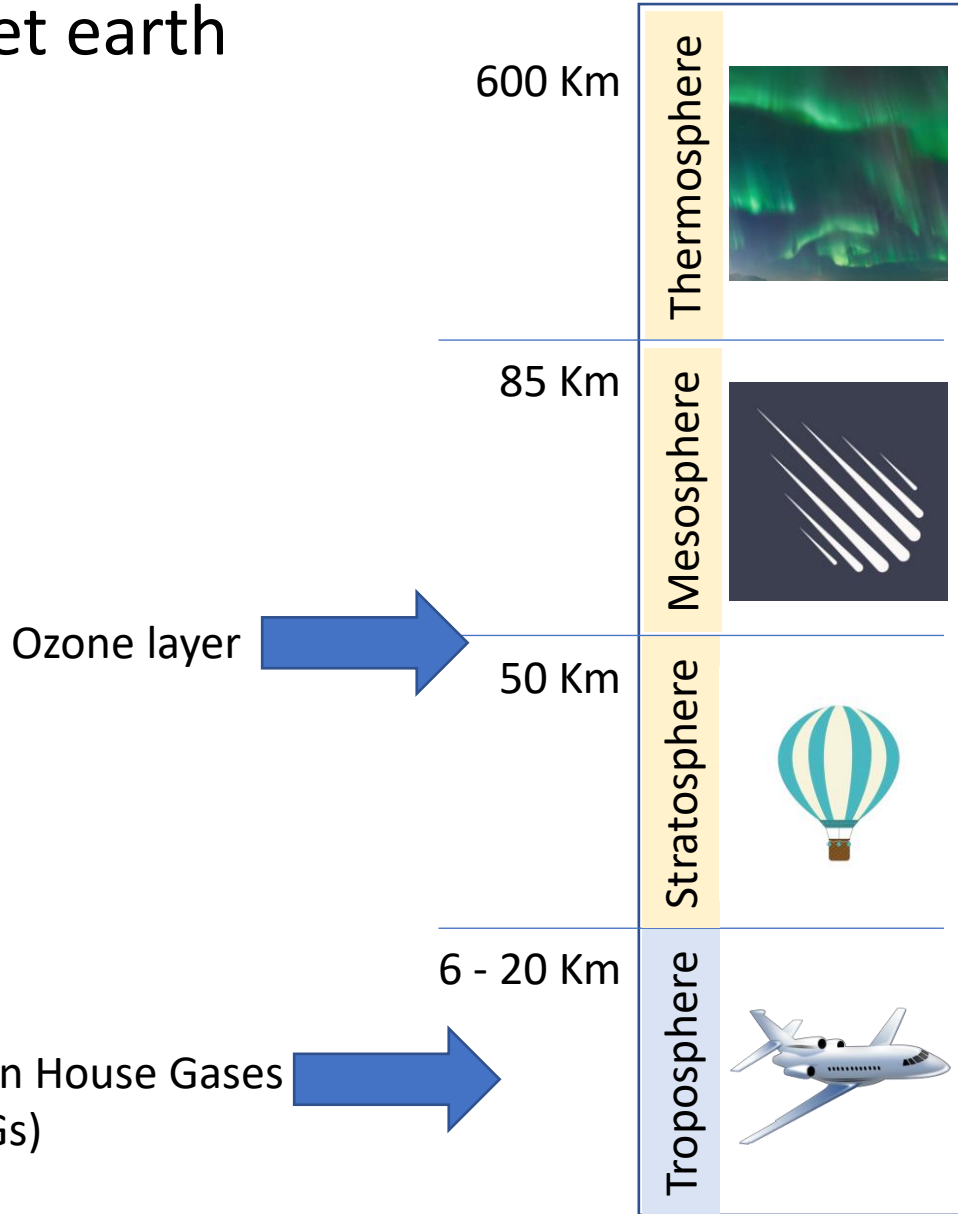 et earth
600 Km
Thermosphere
85 Km
Mesosphere
Ozone layer
50 Km
Stratosphere
6 - 20 Km
Troposphere
n House Gases
Gs)